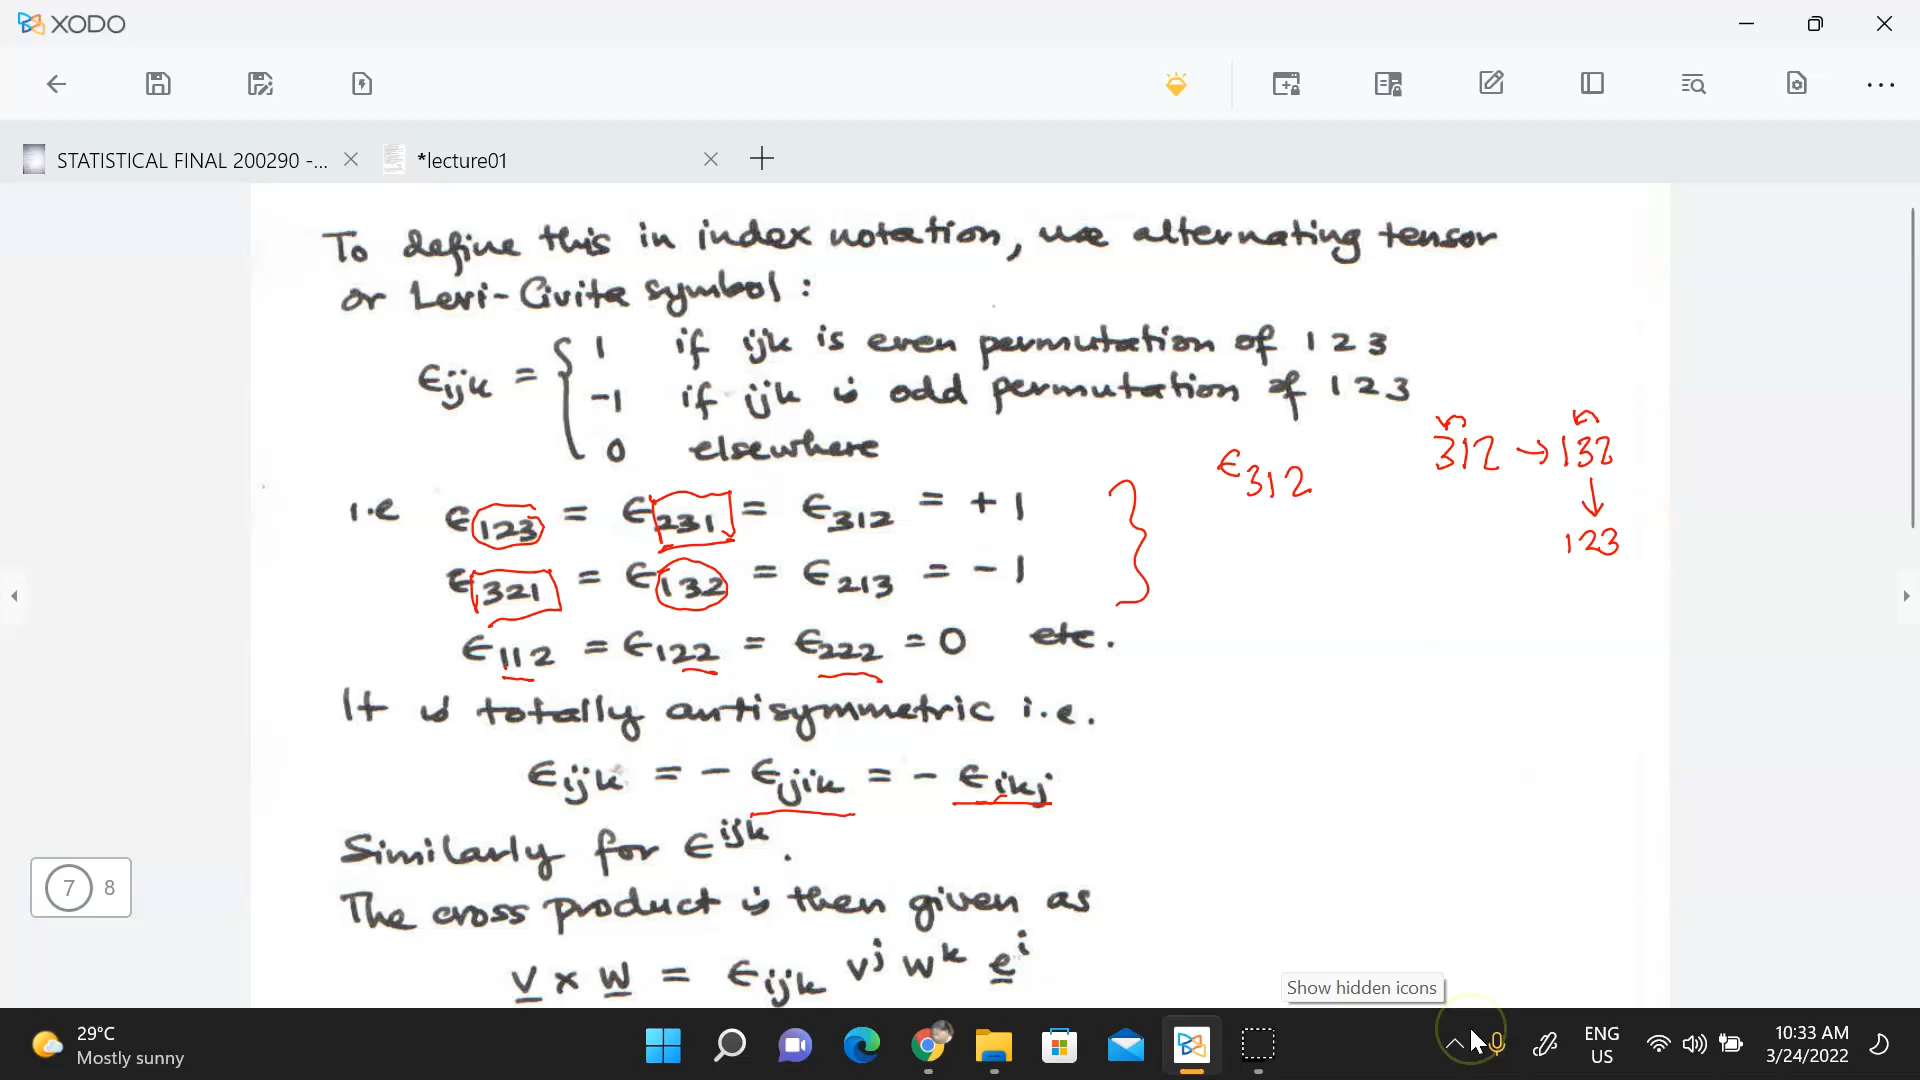 XODO
STATISTICAL FINAL 200290 -...
*lecture01
To define this in index notation, use alternating tensor
or Levi-Civita symbol:
ϵijk = { 1 if ijk is even permutation of 1 2 3
-1 if ijk is odd permutation of 1 2 3
0 elsewhere
312 → 132
↓
123
ϵ312
i.e ϵ123 = ϵ231 = ϵ312 = +1
ϵ321 = ϵ132 = ϵ213 = -1
ϵ112 = ϵ122 = ϵ222 = 0 etc.
It is totally antisymmetric i.e.
ϵijk = - ϵjik = - ϵikj
Similarly for ϵ^ijk.
The cross product is then given as
v × w = ϵijk v^j w^k e^i
7 8
Show hidden icons
29°C
Mostly sunny
ENG
US
10:33 AM
3/24/2022